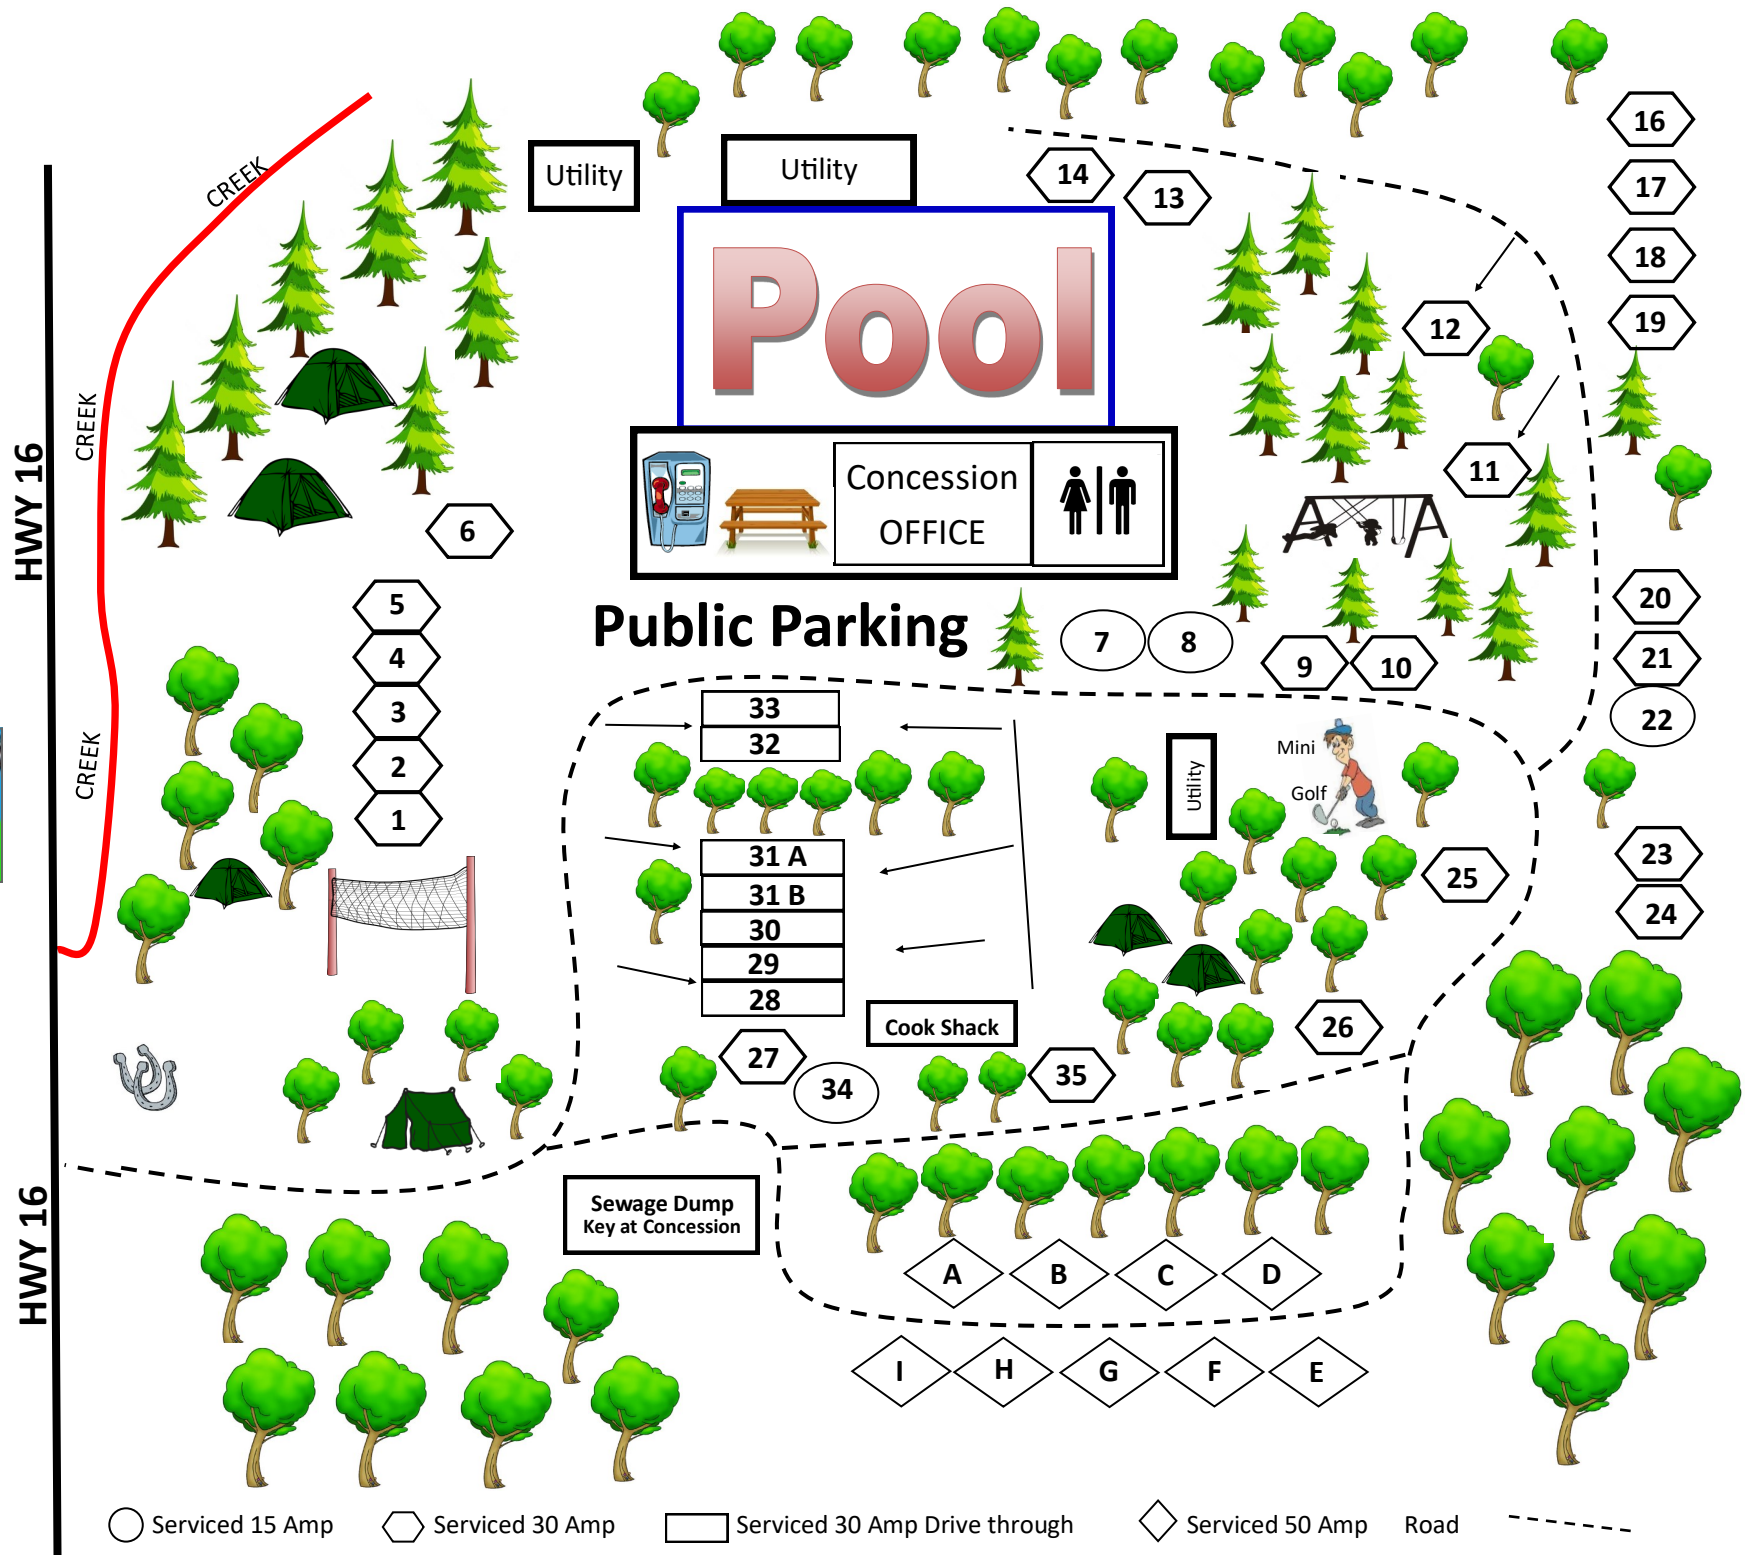 CREEK
Utility
Utility
14
13
16
17
18
19
Pool
12
11
HWY 16
CREEK
Concession
OFFICE
6
5
4
3
2
1
Public Parking
7
8
9
10
20
21
22
CREEK
33
32
Utility
Mini
Golf
31 A
31 B
30
29
28
25
23
24
Cook Shack
26
27
34
35
HWY 16
Sewage Dump
Key at Concession
A
B
C
D
I
H
G
F
E
Serviced 15 Amp
Serviced 30 Amp
Serviced 30 Amp Drive through
Serviced 50 Amp
Road